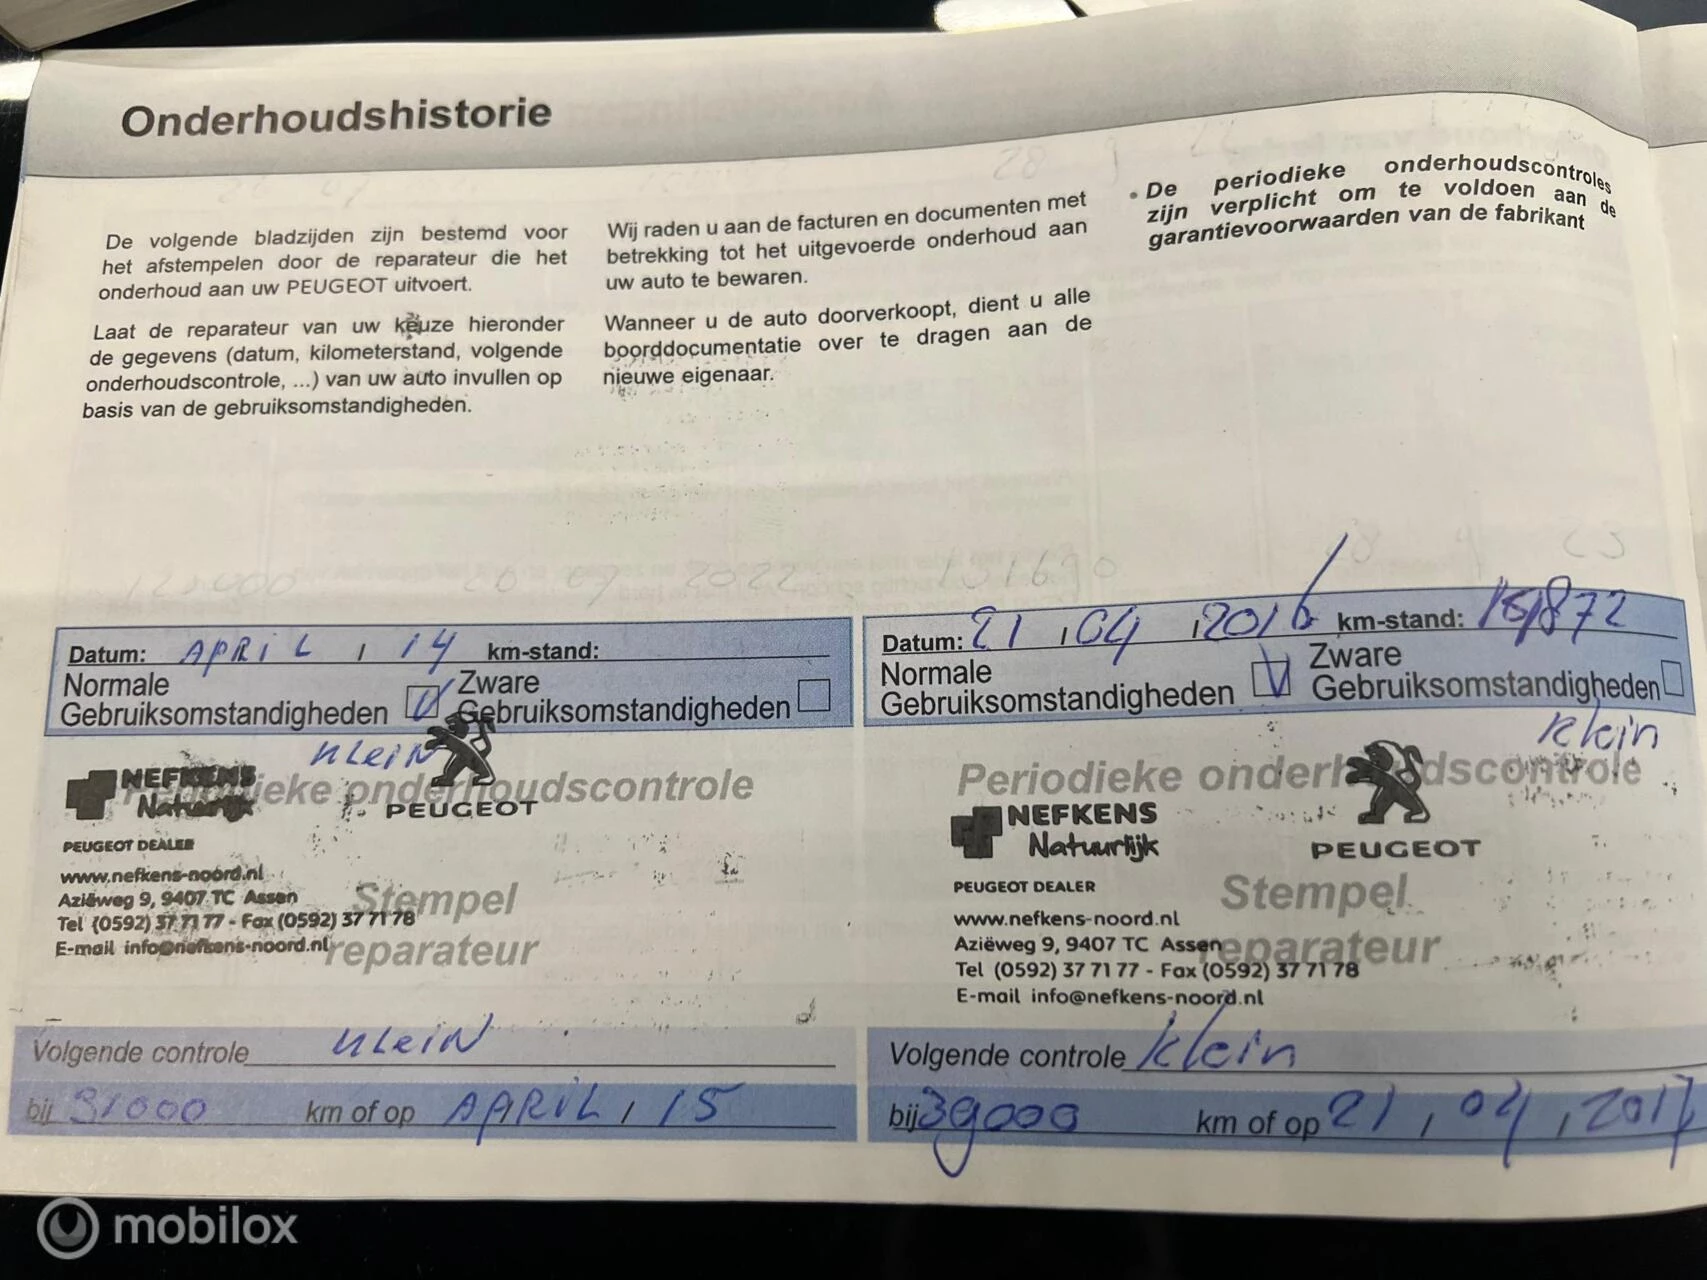 Onderhoudshistorie
De volgende bladzijden zijn bestemd voor
het afstempelen door de reparateur die het
onderhoud aan uw PEUGEOT uitvoert.
Laat de reparateur van uw keuze hieronder
de gegevens (datum, kilometerstand, volgende
onderhoudscontrole, ...) van uw auto invullen op
basis van de gebruiksomstandigheden.
Wij raden u aan de facturen en documenten met
betrekking tot het uitgevoerde onderhoud aan
uw auto te bewaren.
Wanneer u de auto doorverkoopt, dient u alle
boorddocumentatie over te dragen aan de
nieuwe eigenaar.
• De periodieke onderhoudscontroles
zijn verplicht om te voldoen aan de
garantievoorwaarden van de fabrikant
Datum: APRIL , 14 km-stand:
Normale
Gebruiksomstandigheden
Zware
Gebruiksomstandigheden
KLEIN
Periodieke onderhoudscontrole
NEFKENS
Natuurlijk
PEUGEOT
PEUGEOT DEALER
www.nefkens-noord.nl
Aziëweg 9, 9407 TC Assen
Tel (0592) 37 71 77 - Fax (0592) 37 71 78
E-mail info@nefkens-noord.nl
Stempel
reparateur
Volgende controle KLEIN
bij 31000 km of op APRIL , 15
Datum: 21 , 04 , 2016 km-stand:
Normale
Gebruiksomstandigheden
Zware
Gebruiksomstandigheden
klein
Periodieke onderhoudscontrole
NEFKENS
Natuurlijk
PEUGEOT
PEUGEOT DEALER
www.nefkens-noord.nl
Aziëweg 9, 9407 TC Assen
Tel (0592) 37 71 77 - Fax (0592) 37 71 78
E-mail info@nefkens-noord.nl
Stempel
reparateur
Volgende controle klein
bij 39000 km of op 21 , 04 , 2017
mobilox